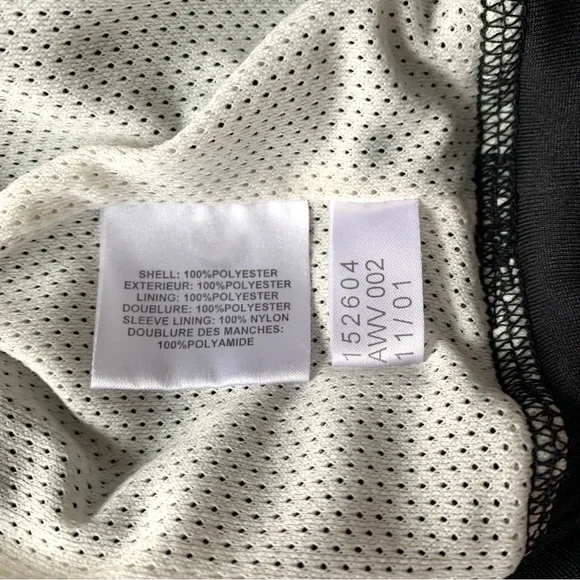 SHELL: 100%POLYESTER
EXTERIEUR: 100%POLYESTER
LINING: 100%POLYESTER
DOUBLURE: 100%POLYESTER
SLEEVE LINING: 100% NYLON
DOUBLURE DES MANCHES:
100%POLYAMIDE
152604
AWV 002
11/01